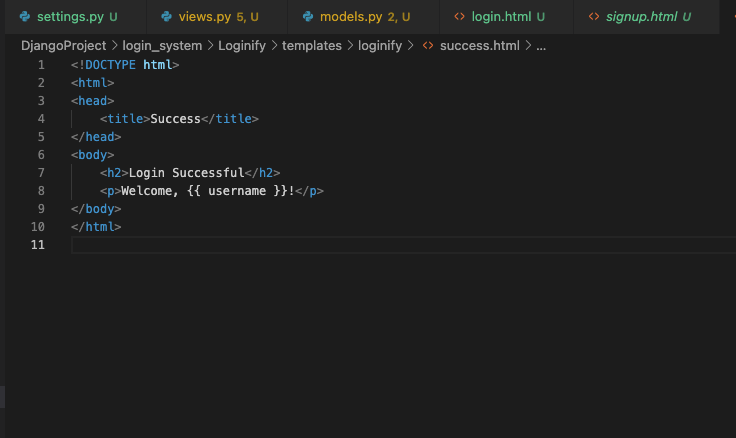 settings.py U views.py 5, U models.py 2, U login.html U signup.html U
DjangoProject > login_system > Loginify > templates > loginify > <> success.html > ...
1 <!DOCTYPE html>
2 <html>
3 <head>
4     <title>Success</title>
5 </head>
6 <body>
7     <h2>Login Successful</h2>
8     <p>Welcome, {{ username }}!</p>
9 </body>
10 </html>
11